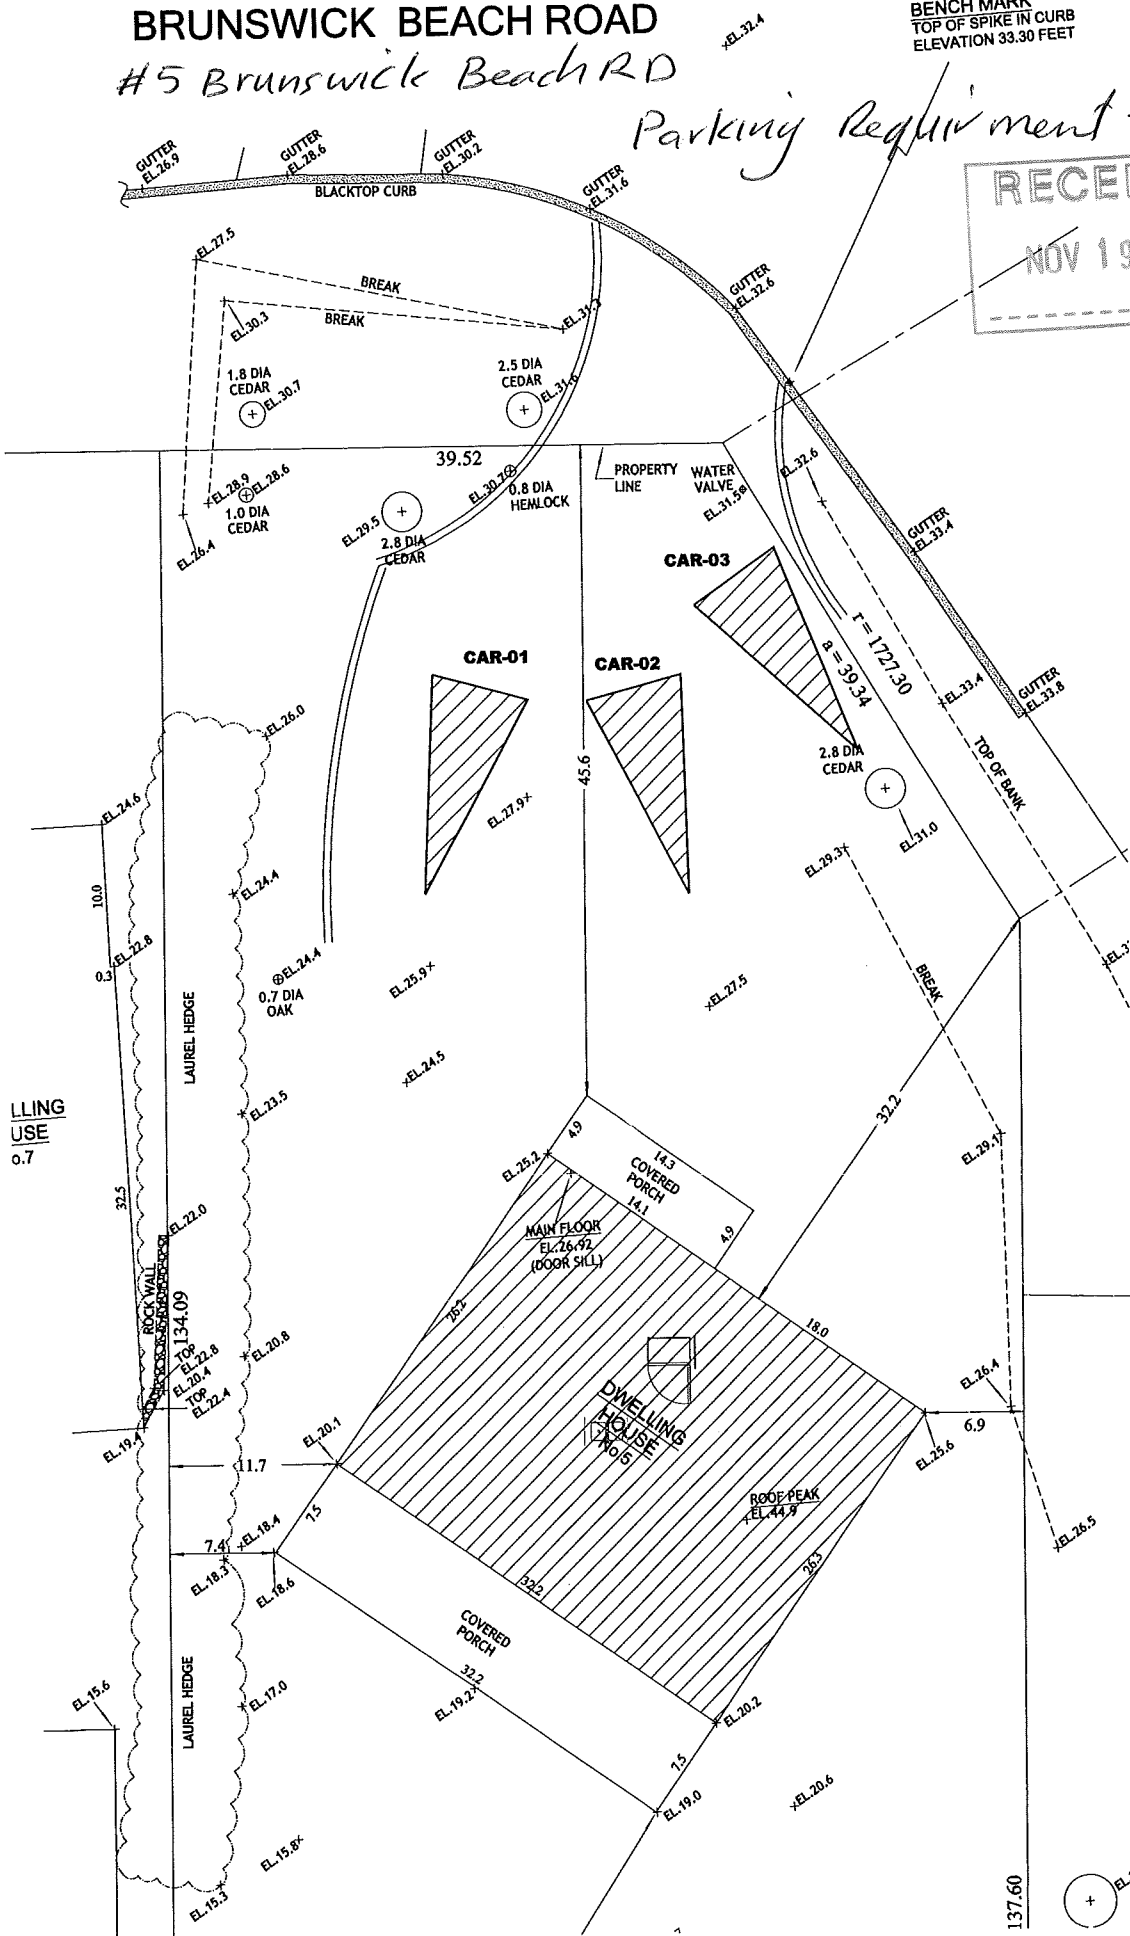 BRUNSWICK BEACH ROAD
#5 Brunswick Beach RD
Parking Requirment
BENCH MARK
TOP OF SPIKE IN CURB
ELEVATION 33.30 FEET
EL.32.4
RECE
NOV 19
GUTTER
EL.26.9
GUTTER
EL.28.6
GUTTER
EL.30.2
BLACKTOP CURB
GUTTER
EL.31.6
GUTTER
EL.32.6
EL.27.5
BREAK
BREAK
EL.30.3
EL.31.3
1.8 DIA
CEDAR
EL.30.7
2.5 DIA
CEDAR
EL.31.6
39.52
PROPERTY
LINE
WATER
VALVE
EL.31.5
EL.32.6
EL.28.9
EL.28.6
1.0 DIA
CEDAR
EL.26.4
EL.30.7
0.8 DIA
HEMLOCK
EL.29.5
2.8 DIA
CEDAR
GUTTER
EL.33.4
CAR-03
CAR-01
CAR-02
r = 1727.30
a = 39.34
EL.33.4
GUTTER
EL.33.8
TOP OF BANK
EL.26.0
45.6
2.8 DIA
CEDAR
EL.31.0
EL.27.9
EL.24.6
10.0
EL.29.3
EL.24.4
EL.22.8
0.3
EL.24.4
0.7 DIA
OAK
EL.25.9
EL.27.5
BREAK
LAUREL HEDGE
EL.24.5
LLING
USE
o.7
EL.23.5
32.2
32.5
EL.29.1
4.9
EL.25.2
14.3
COVERED
PORCH
14.1
4.9
MAIN FLOOR
EL.26.92
(DOOR SILL)
EL.22.0
ROCK WALL
134.09
26.2
18.0
EL.20.8
TOP
EL.22.8
EL.20.4
TOP
EL.22.4
EL.19.4
DWELLING
HOUSE
No 5
EL.26.4
6.9
EL.25.6
EL.20.1
11.7
ROOF PEAK
EL.44.9
7.5
EL.18.4
7.4
EL.18.3
EL.18.6
EL.26.5
26.3
32.2
COVERED
PORCH
32.2
EL.19.2
LAUREL HEDGE
EL.15.6
EL.17.0
EL.20.2
7.5
EL.19.0
EL.20.6
EL.15.8
EL.15.3
137.60